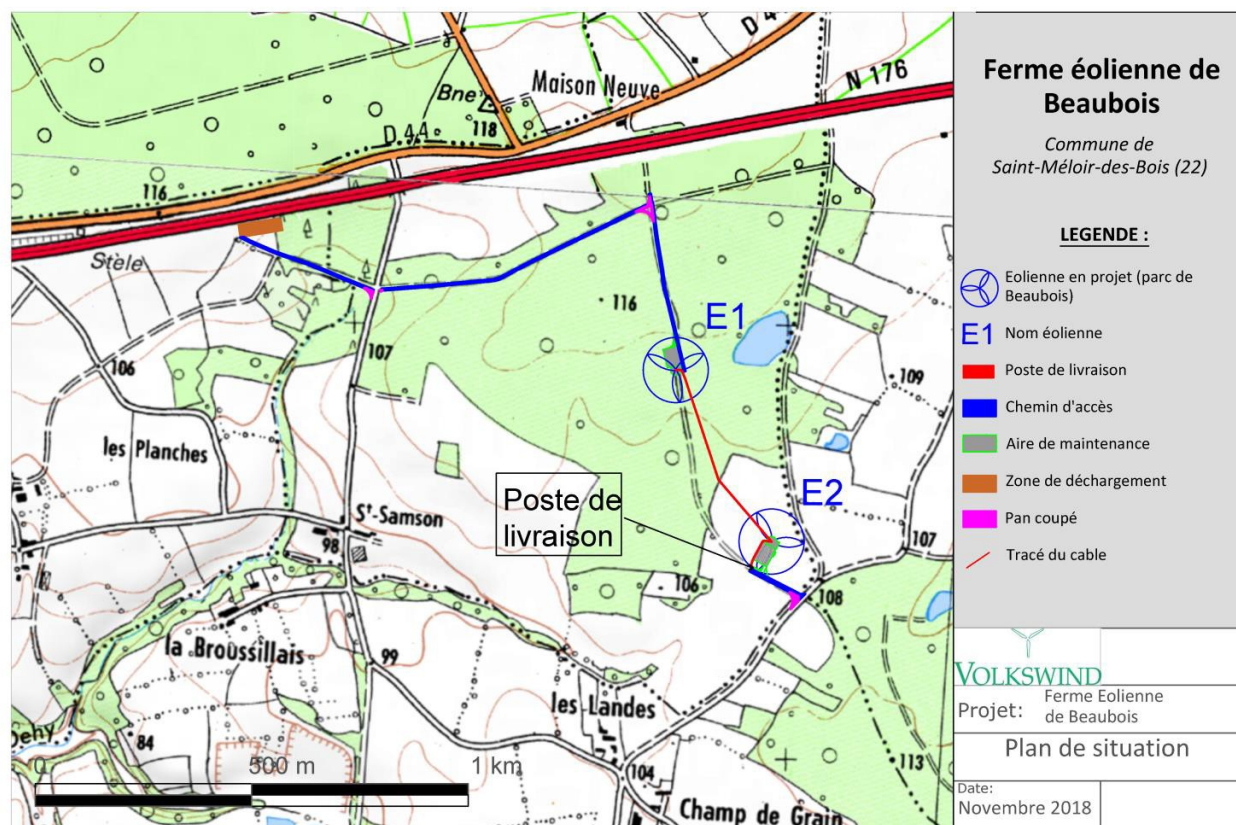 D 4
Maison Neuve
N 176
Bne
118
D 44
116
Stèle
116
E1
107
106
109
les Planches
E2
Poste de
livraison
St-Samson
98
107
106
108
la Broussillais
99
les Landes
84
113
104
Champ de Grain
0
500 m
1 km
Ferme éolienne de
Beaubois
Commune de
Saint-Méloir-des-Bois (22)
LEGENDE :
Eolienne en projet (parc de
Beaubois)
E1
Nom éolienne
Poste de livraison
Chemin d'accès
Aire de maintenance
Zone de déchargement
Pan coupé
Tracé du cable
VOLKSWIND
Projet:
Ferme Eolienne
de Beaubois
Plan de situation
Date:
Novembre 2018